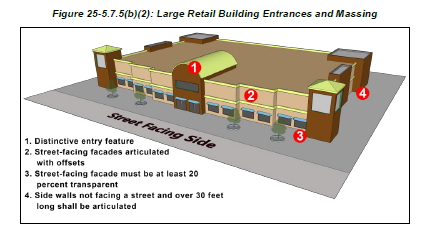 Figure 25-5.7.5(b)(2): Large Retail Building Entrances and Massing
1
2
3
4
Street Facing Side
1. Distinctive entry feature
2. Street-facing facades articulated
with offsets
3. Street-facing facade must be at least 20
percent transparent
4. Side walls not facing a street and over 30 feet
long shall be articulated